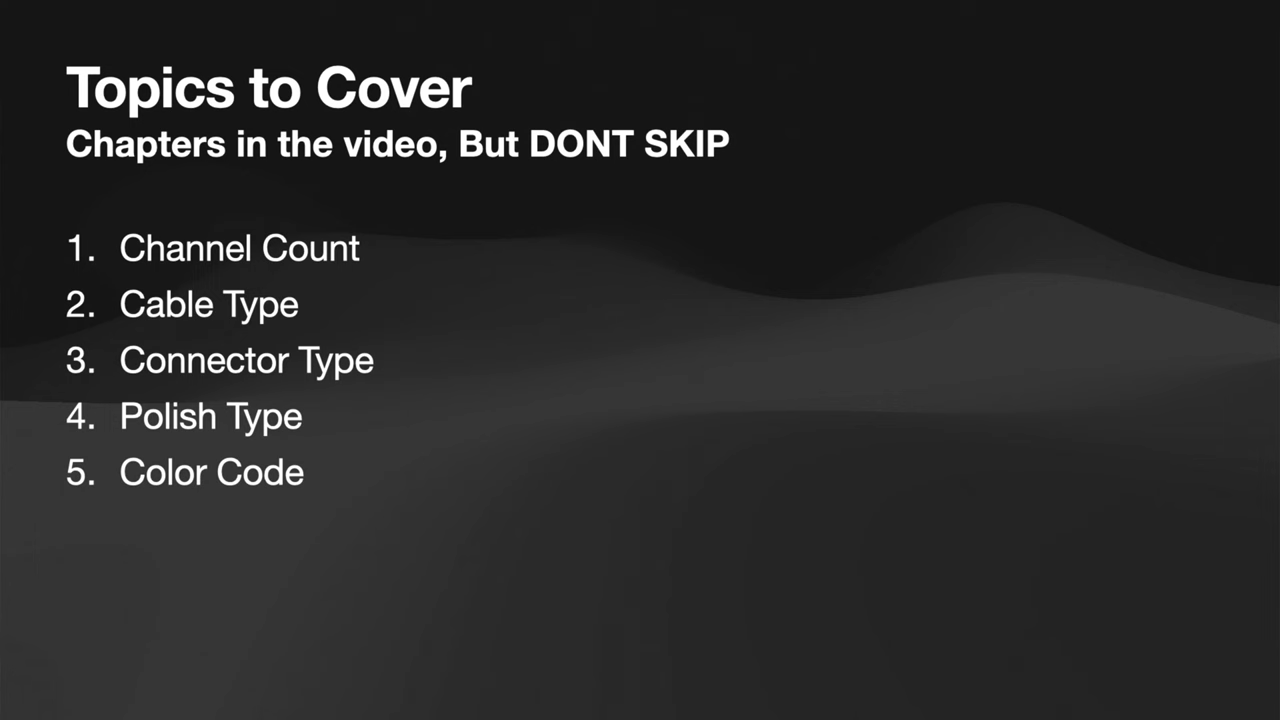 Topics to Cover
Chapters in the video, But DONT SKIP
1. Channel Count
2. Cable Type
3. Connector Type
4. Polish Type
5. Color Code